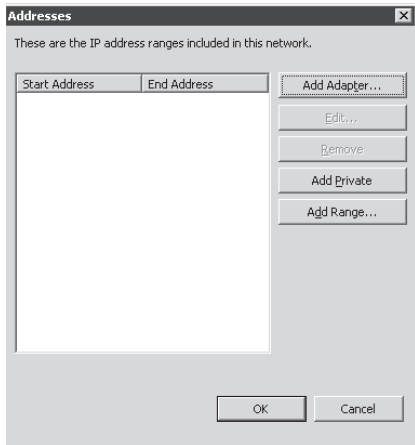 Addresses
These are the IP address ranges included in this network.
Start Address End Address
Add Adapter...
Edit...
Remove
Add Private
Add Range...
OK Cancel